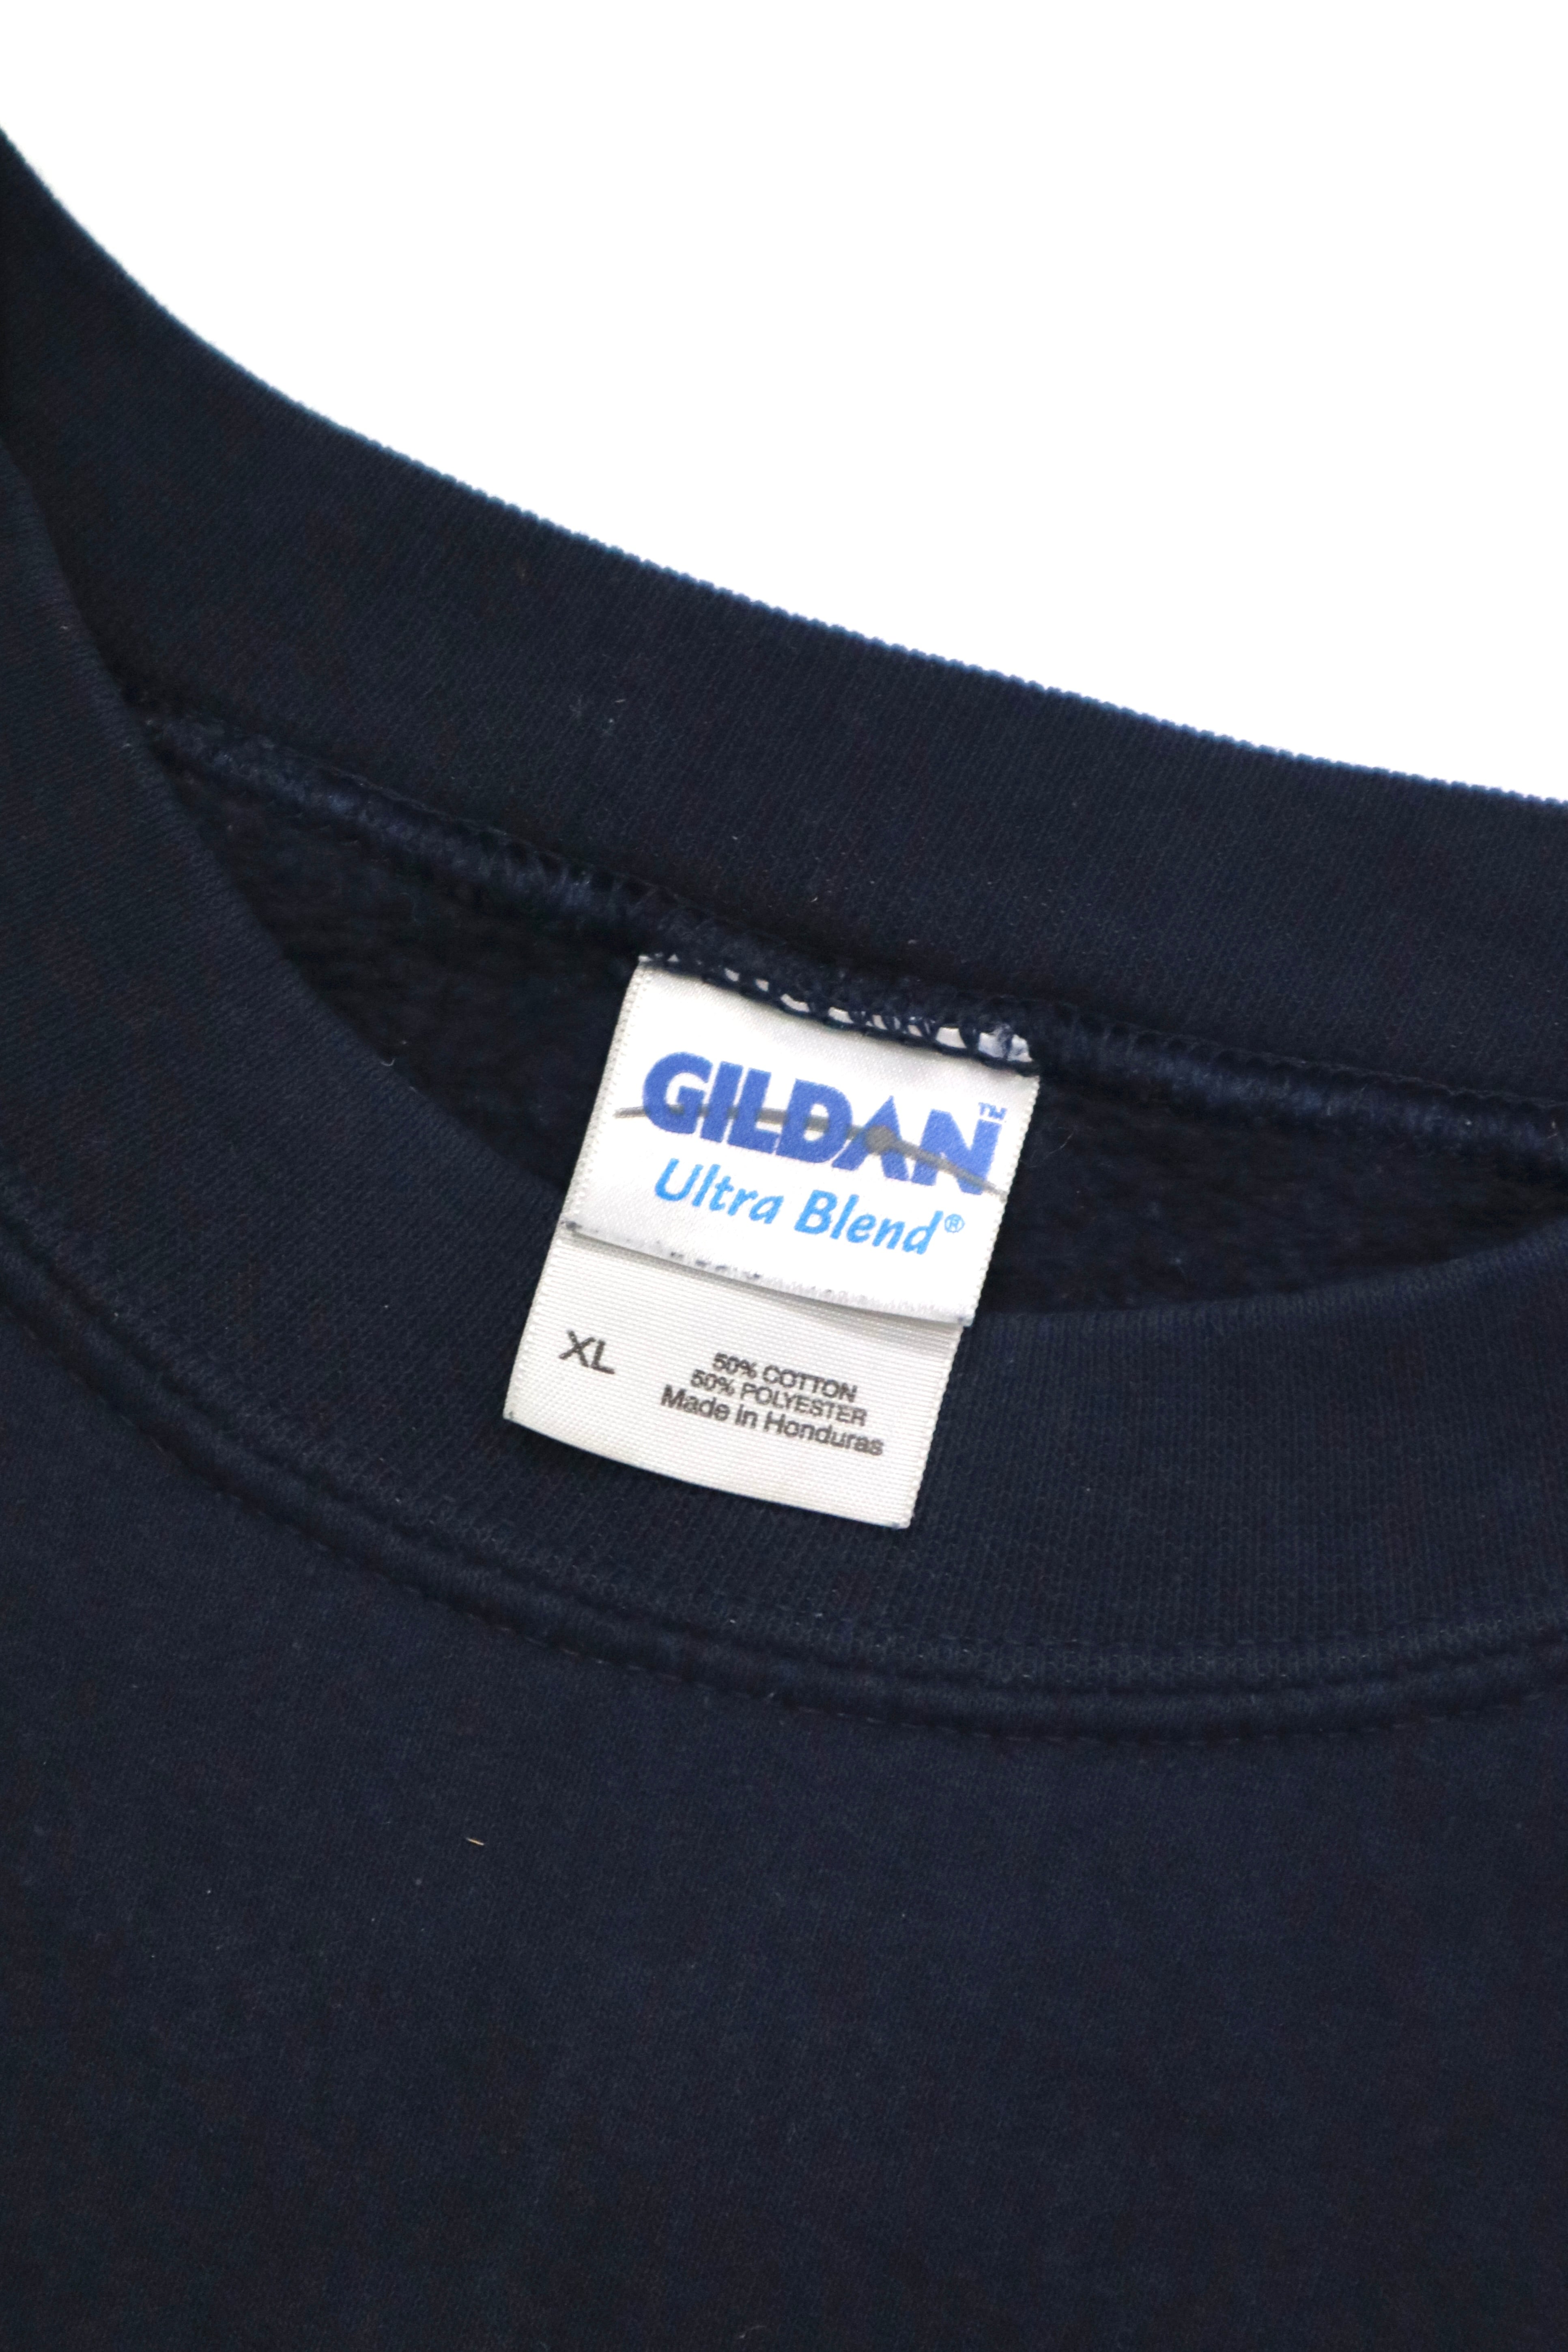 GILDAN™
Ultra Blend®
XL
50% COTTON
50% POLYESTER
Made in Honduras